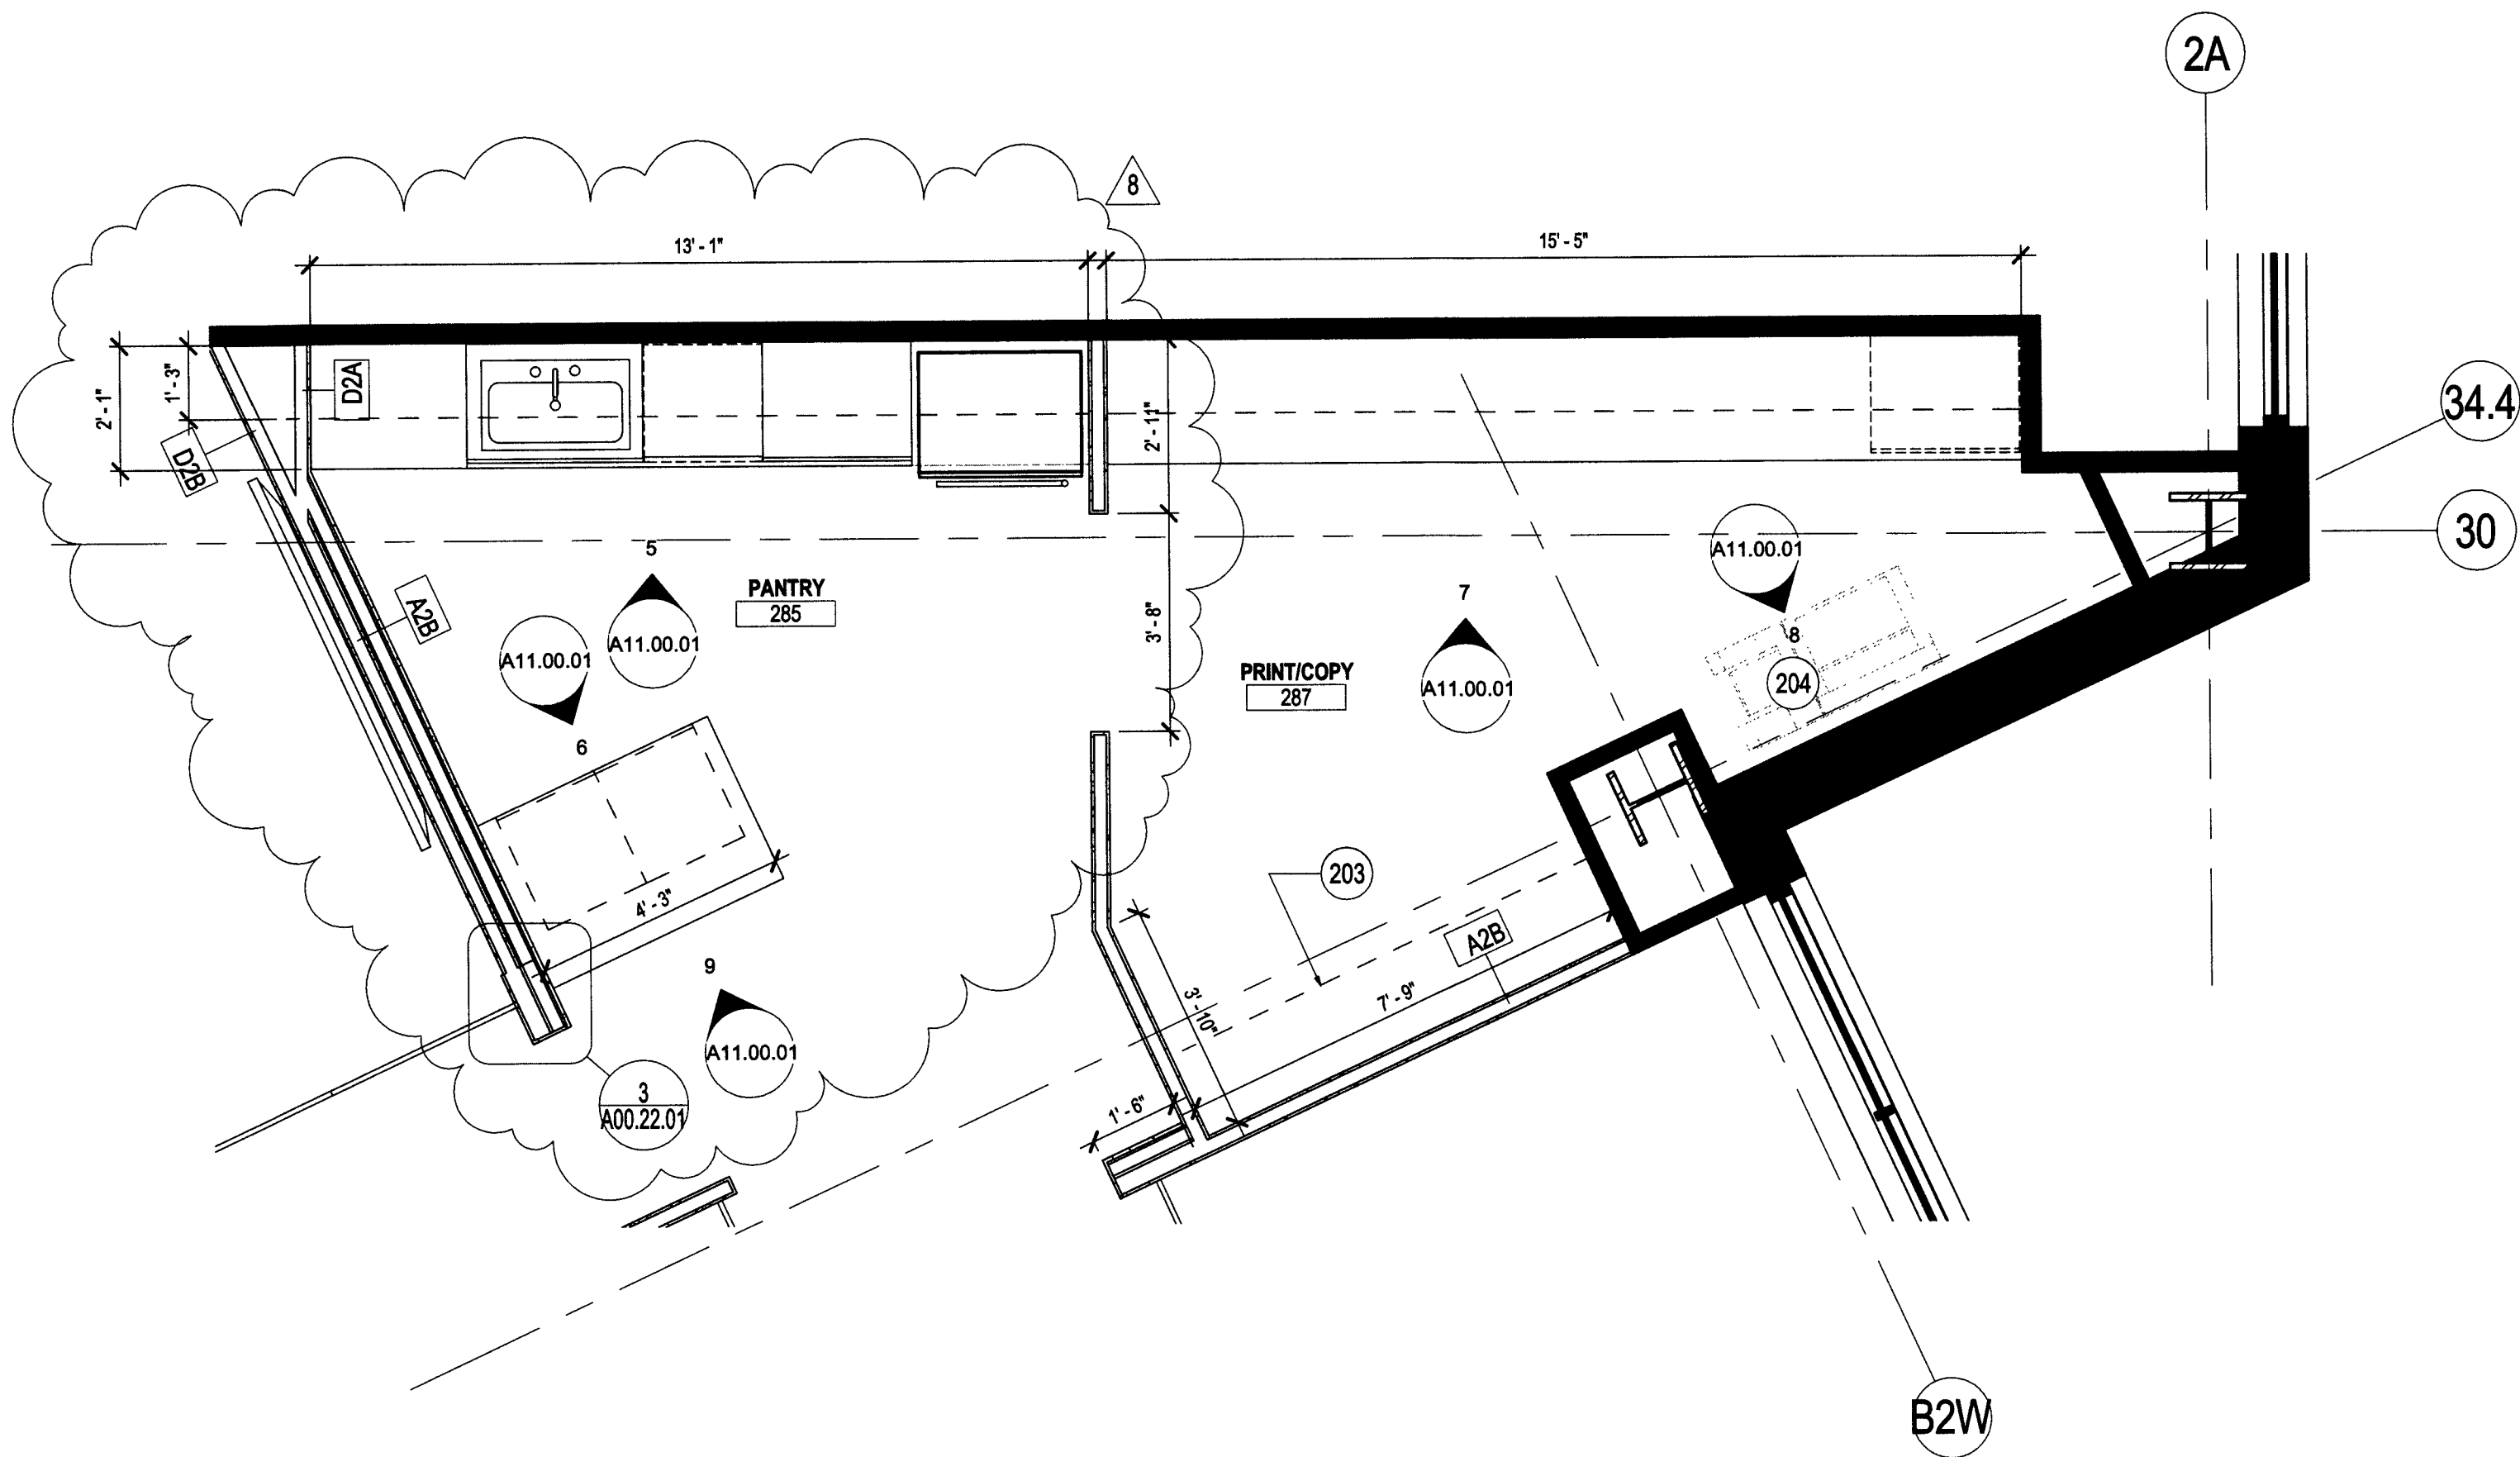 2A
8
13' - 1"
15' - 5"
2' - 1"
1' - 3"
D2A
D2B
2' - 11"
34.4
30
A2B
5
A11.00.01
A11.00.01
6
PANTRY
285
3' - 8"
PRINT/COPY
287
7
A11.00.01
A11.00.01
8
204
203
4' - 3"
9
A11.00.01
3
A00.22.01
3' - 10"
7' - 9"
A2B
1' - 6"
B2W